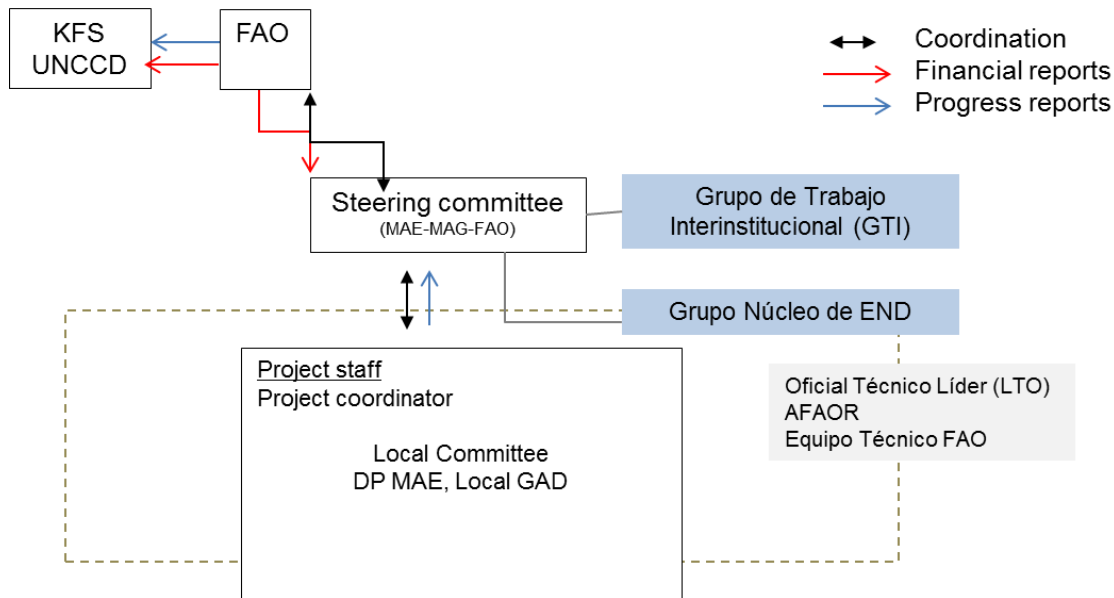 KFS
UNCCD
FAO
Coordination
Financial reports
Progress reports
Steering committee
(MAE-MAG-FAO)
Grupo de Trabajo
Interinstitucional (GTI)
Grupo Núcleo de END
Project staff
Project coordinator
Local Committee
DP MAE, Local GAD
Oficial Técnico Líder (LTO)
AFAOR
Equipo Técnico FAO